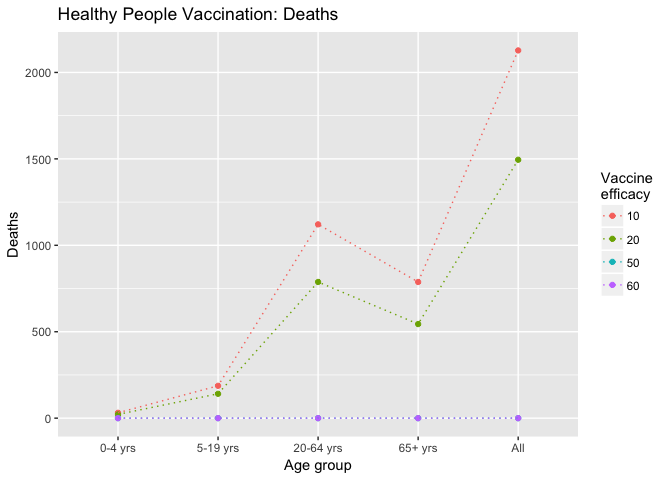 Healthy People Vaccination: Deaths
2000
1500
1000
500
0
Deaths
0-4 yrs
5-19 yrs
20-64 yrs
65+ yrs
All
Age group
Vaccine
efficacy
10
20
50
60